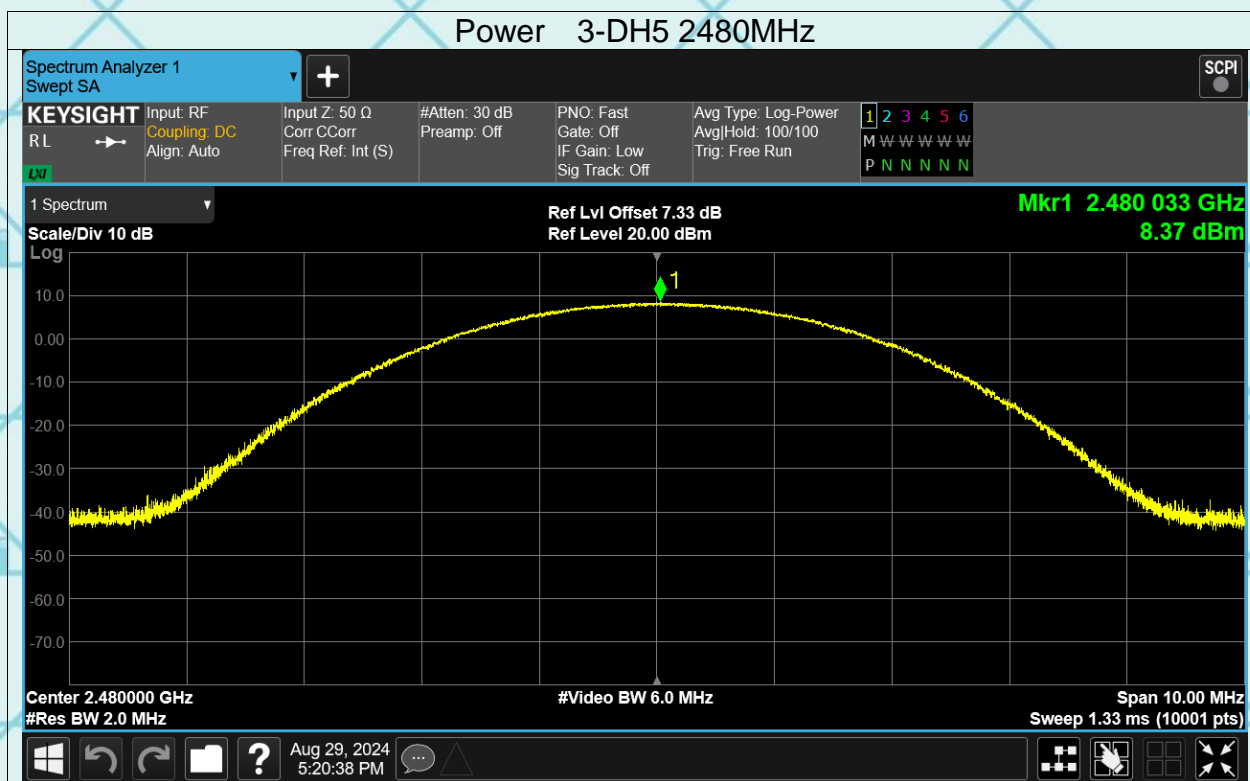 Power 3-DH5 2480MHz
Spectrum Analyzer 1
Swept SA
SCPI
KEYSIGHT
RL
LXI
Input: RF
Coupling: DC
Align: Auto
Input Z: 50 Ω
Corr CCorr
Freq Ref: Int (S)
#Atten: 30 dB
Preamp: Off
PNO: Fast
Gate: Off
IF Gain: Low
Sig Track: Off
Avg Type: Log-Power
Avg|Hold: 100/100
Trig: Free Run
1 2 3 4 5 6
M W W W W W
P N N N N N
1 Spectrum
Scale/Div 10 dB
Log
Ref Lvl Offset 7.33 dB
Ref Level 20.00 dBm
Mkr1 2.480 033 GHz
8.37 dBm
1
10.0
0.00
-10.0
-20.0
-30.0
-40.0
-50.0
-60.0
-70.0
Center 2.480000 GHz
#Res BW 2.0 MHz
#Video BW 6.0 MHz
Span 10.00 MHz
Sweep 1.33 ms (10001 pts)
?
Aug 29, 2024
5:20:38 PM